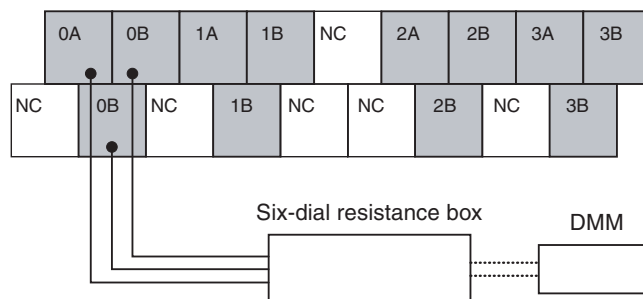 0A 0B 1A 1B NC 2A 2B 3A 3B
NC 0B NC 1B NC NC 2B NC 3B
Six-dial resistance box
DMM